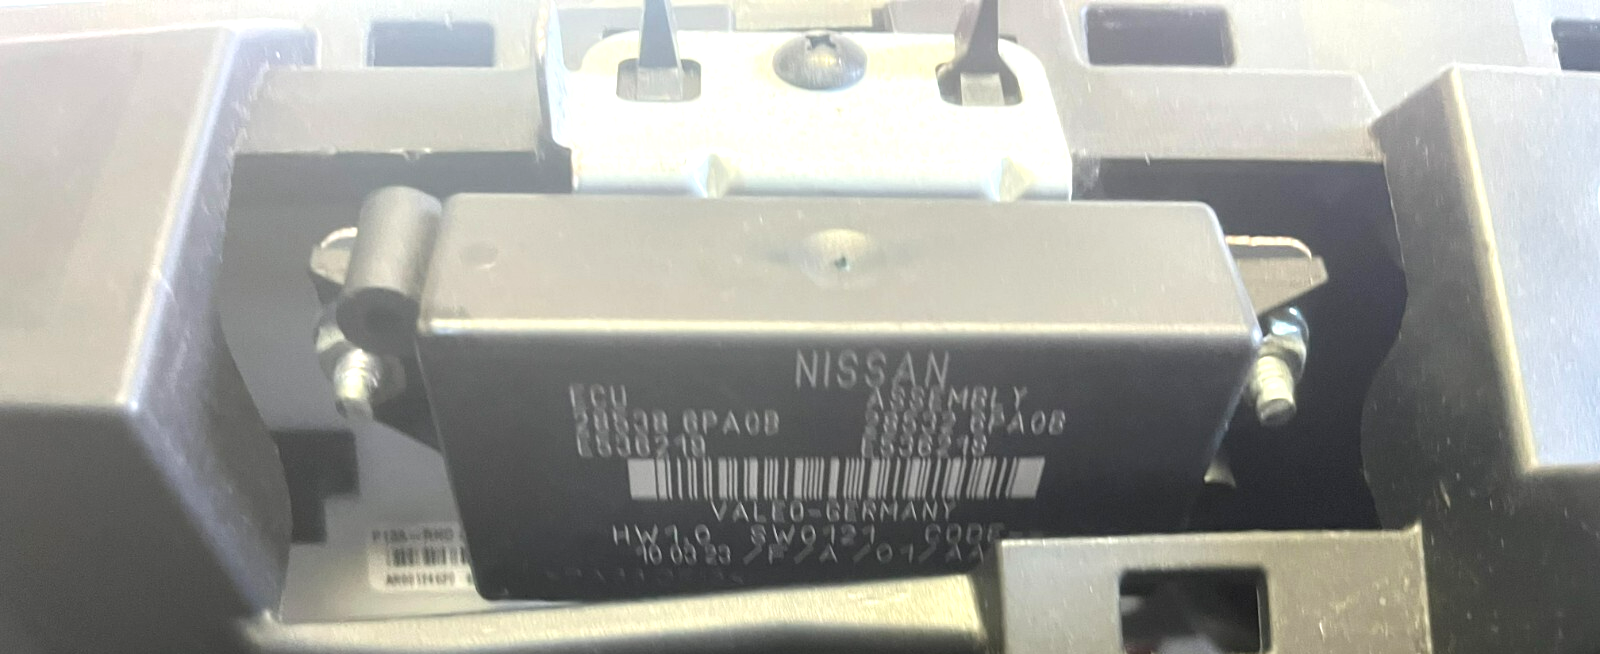 NISSAN
ECU ASSEMBLY
28538 6PA0B 28532 6PA0B
E536218 E536218
VALEO-GERMANY
HW1.0 SW0121 CODE
10 03 23 /F/A/01/AA